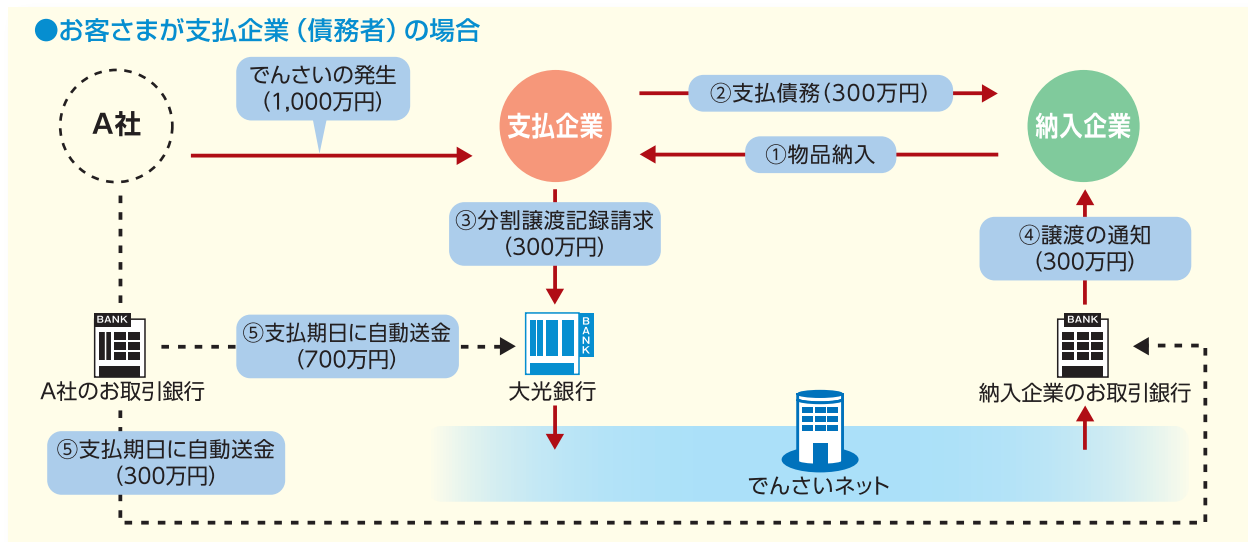 ●お客さまが支払企業（債務者）の場合
A社
でんさいの発生
（1,000万円）
支払企業
②支払債務（300万円）
納入企業
①物品納入
③分割譲渡記録請求
（300万円）
④譲渡の通知
（300万円）
BANK
⑤支払期日に自動送金
（700万円）
BANK
BANK
A社のお取引銀行
大光銀行
納入企業のお取引銀行
⑤支払期日に自動送金
（300万円）
でんさいネット